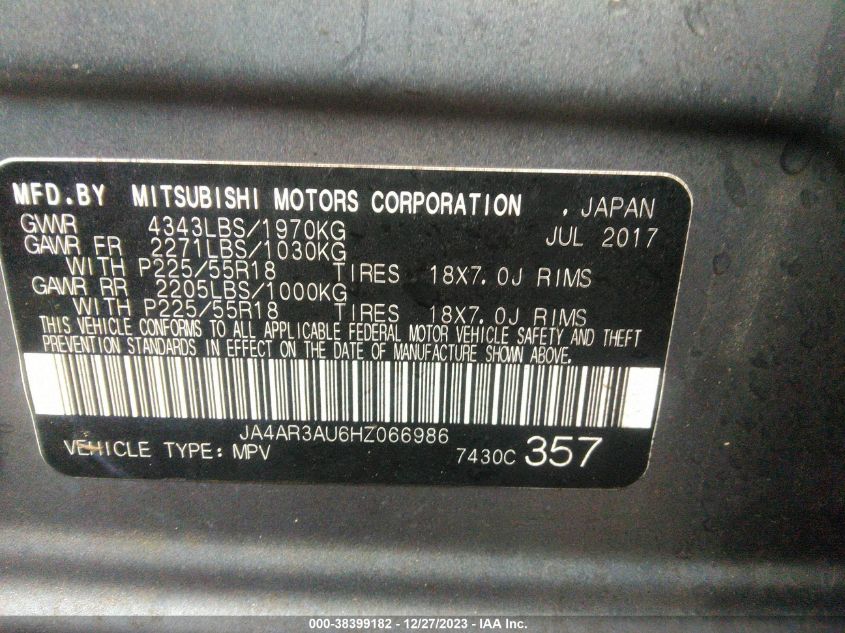 MFD.BY MITSUBISHI MOTORS CORPORATION , JAPAN
GVWR 4343LBS/1970KG JUL 2017
GAWR FR 2271LBS/1030KG
WITH P225/55R18 TIRES 18X7.0J RIMS
GAWR RR 2205LBS/1000KG
WITH P225/55R18 TIRES 18X7.0J RIMS
THIS VEHICLE CONFORMS TO ALL APPLICABLE FEDERAL MOTOR VEHICLE SAFETY AND THEFT
PREVENTION STANDARDS IN EFFECT ON THE DATE OF MANUFACTURE SHOWN ABOVE.
JA4AR3AU6HZ066986
VEHICLE TYPE: MPV 7430C 357
000-38399182 - 12/27/2023 - IAA Inc.